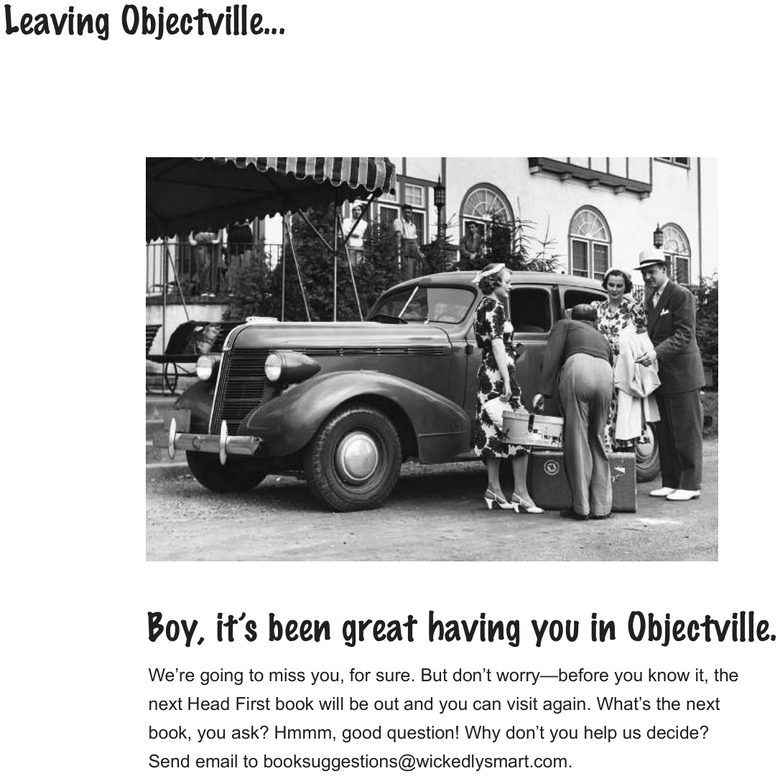 Leaving Objectville...
Boy, it’s been great having you in Objectville.
We’re going to miss you, for sure. But don’t worry—before you know it, the
next Head First book will be out and you can visit again. What’s the next
book, you ask? Hmmm, good question! Why don’t you help us decide?
Send email to booksuggestions@wickedlysmart.com.